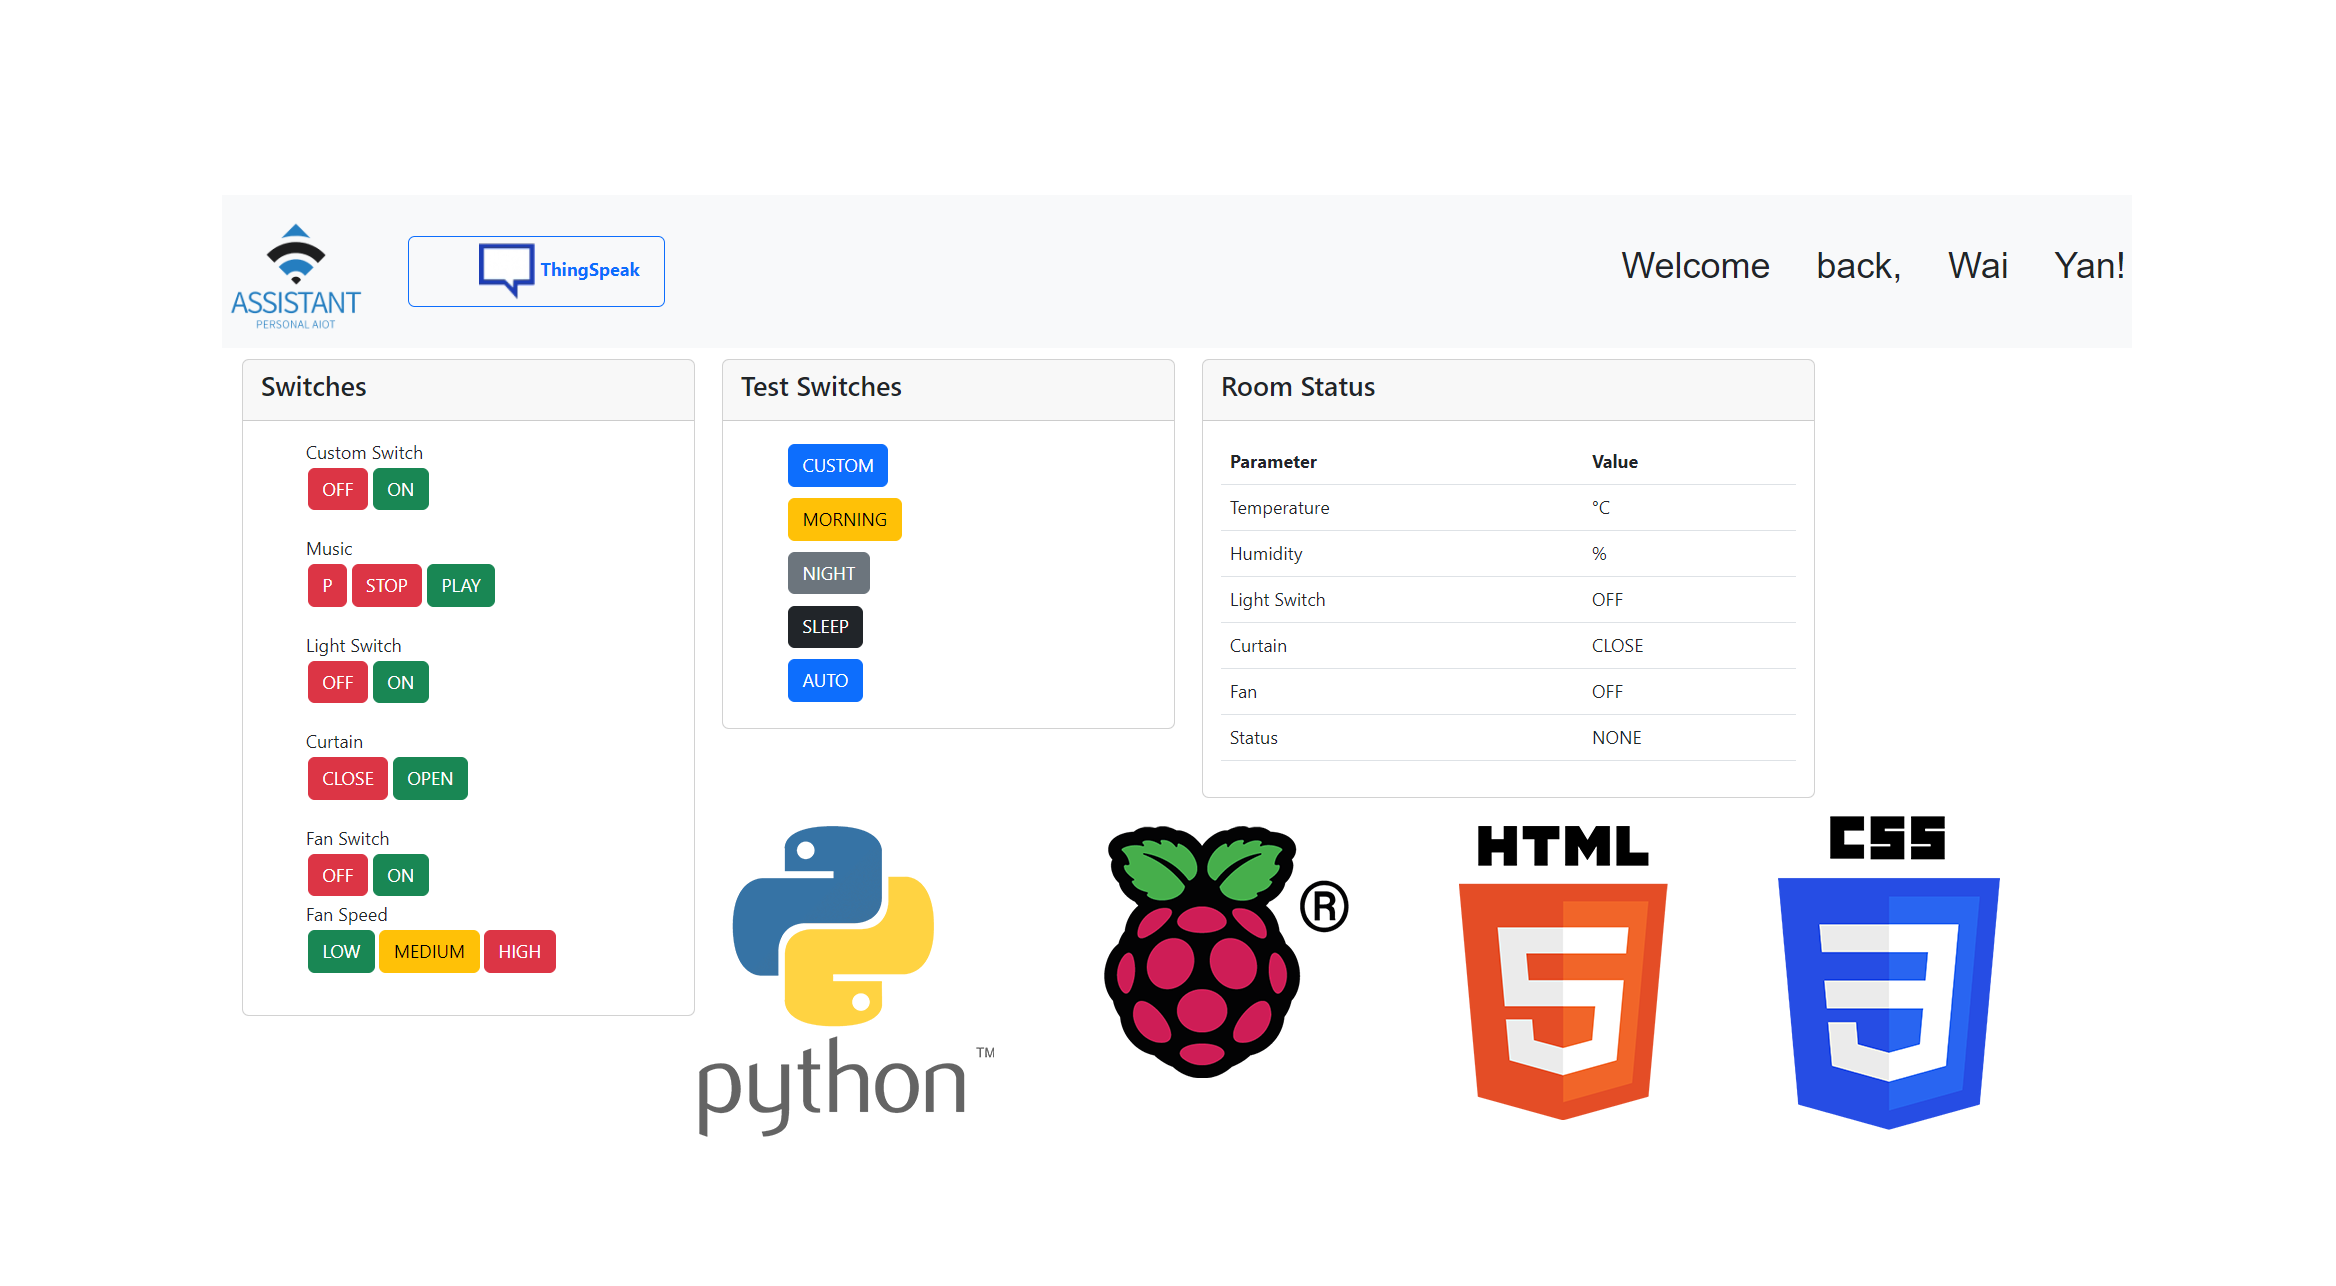 ASSISTANT
PERSONAL AIOT
ThingSpeak
Welcome back, Wai Yan!
Switches
Custom Switch
OFF ON
Music
P STOP PLAY
Light Switch
OFF ON
Curtain
CLOSE OPEN
Fan Switch
OFF ON
Fan Speed
LOW MEDIUM HIGH
Test Switches
CUSTOM
MORNING
NIGHT
SLEEP
AUTO
Room Status
Parameter Value
Temperature °C
Humidity %
Light Switch OFF
Curtain CLOSE
Fan OFF
Status NONE
python ™
®
HTML
5
CSS
3